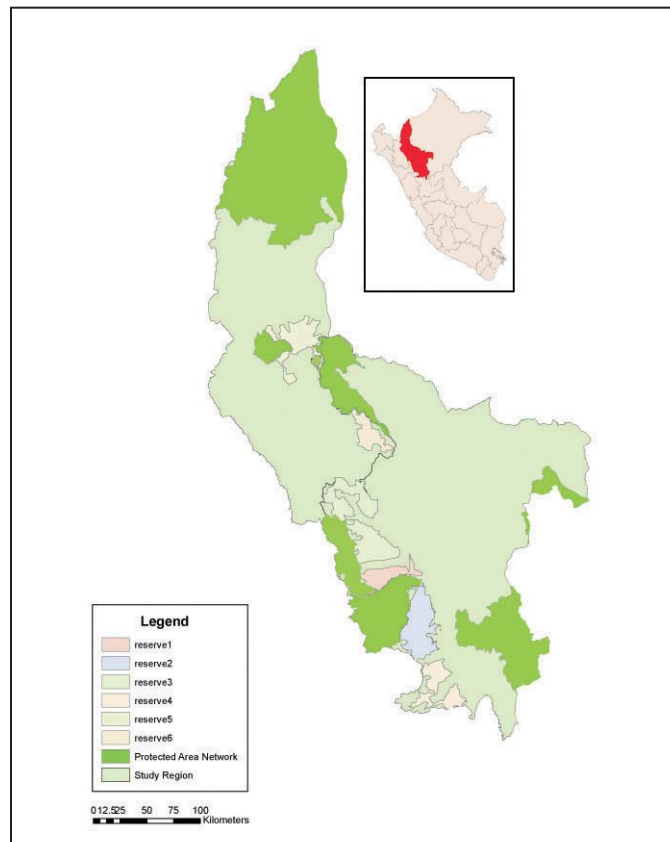 Legend
reserve1
reserve2
reserve3
reserve4
reserve5
reserve6
Protected Area Network
Study Region
0 12.5 25 50 75 100
Kilometers